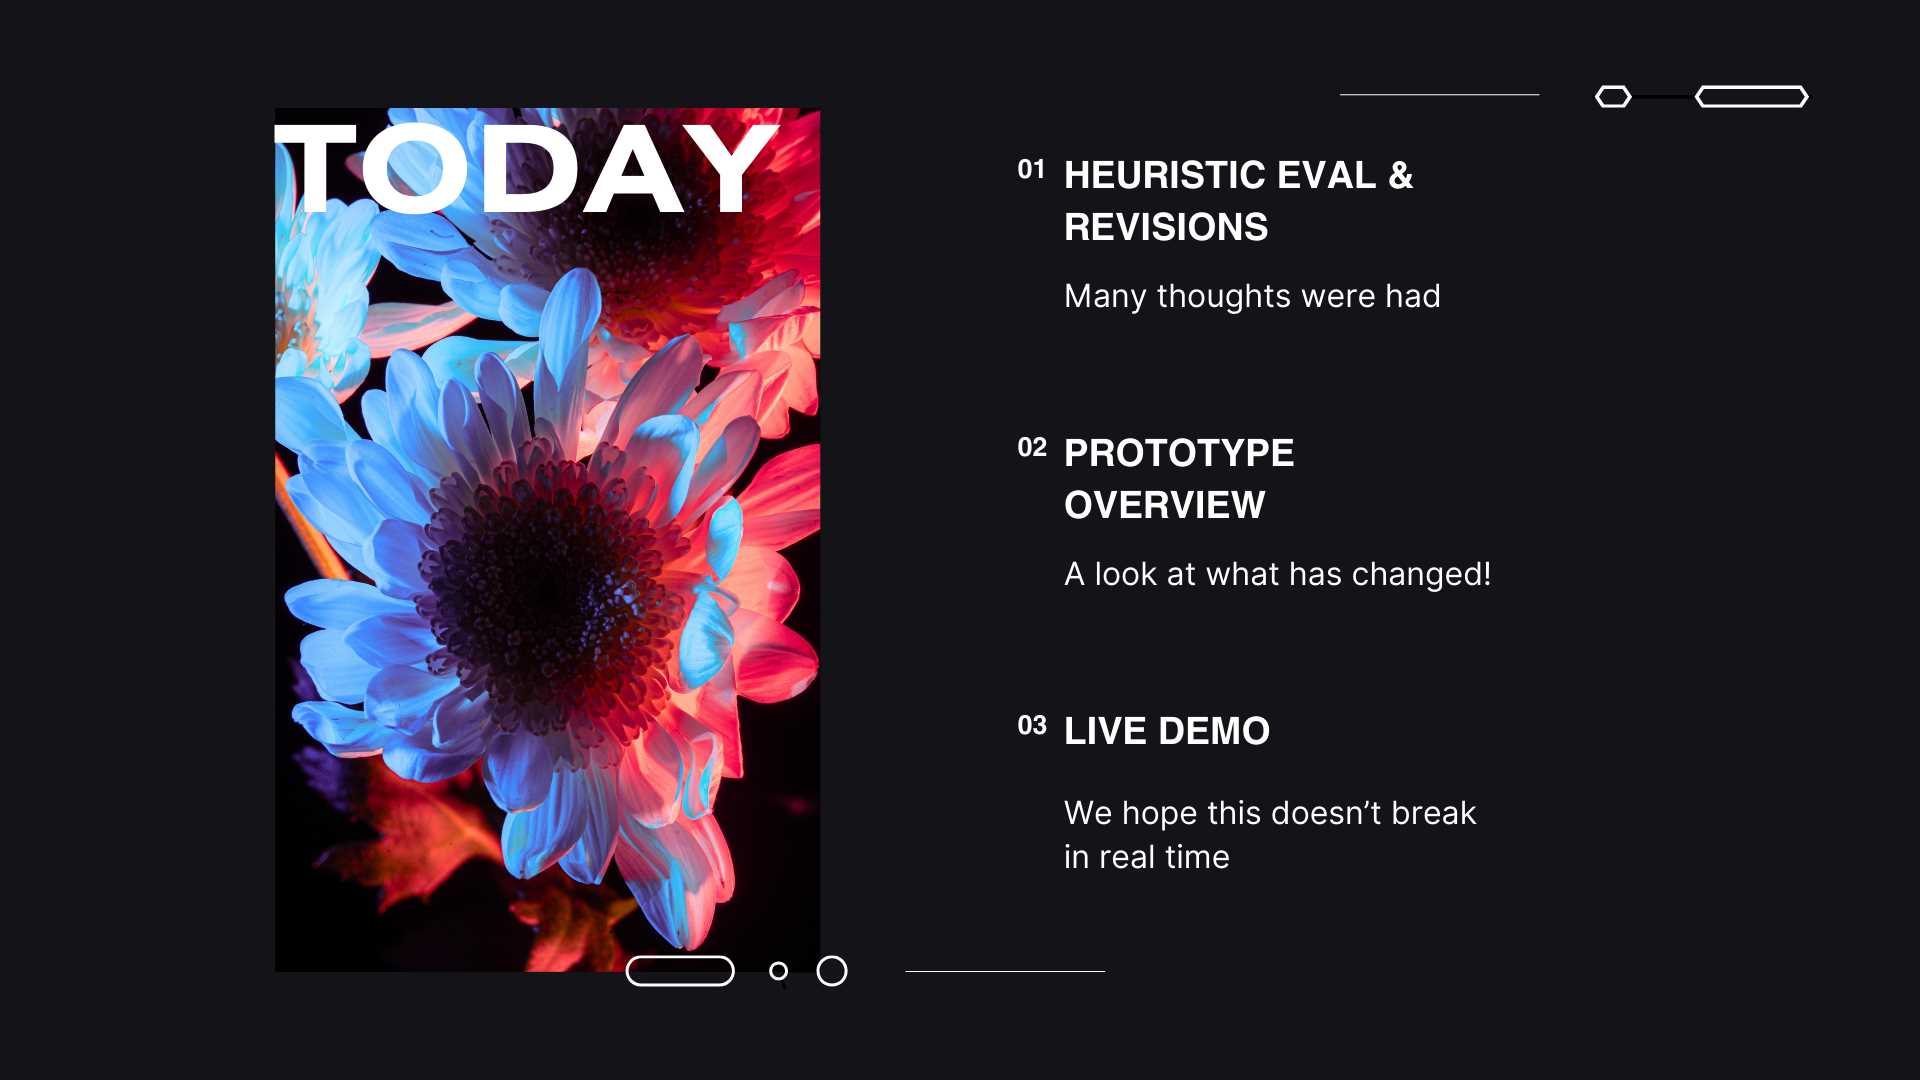 TODAY
01 HEURISTIC EVAL &
REVISIONS
Many thoughts were had
02 PROTOTYPE
OVERVIEW
A look at what has changed!
03 LIVE DEMO
We hope this doesn’t break
in real time